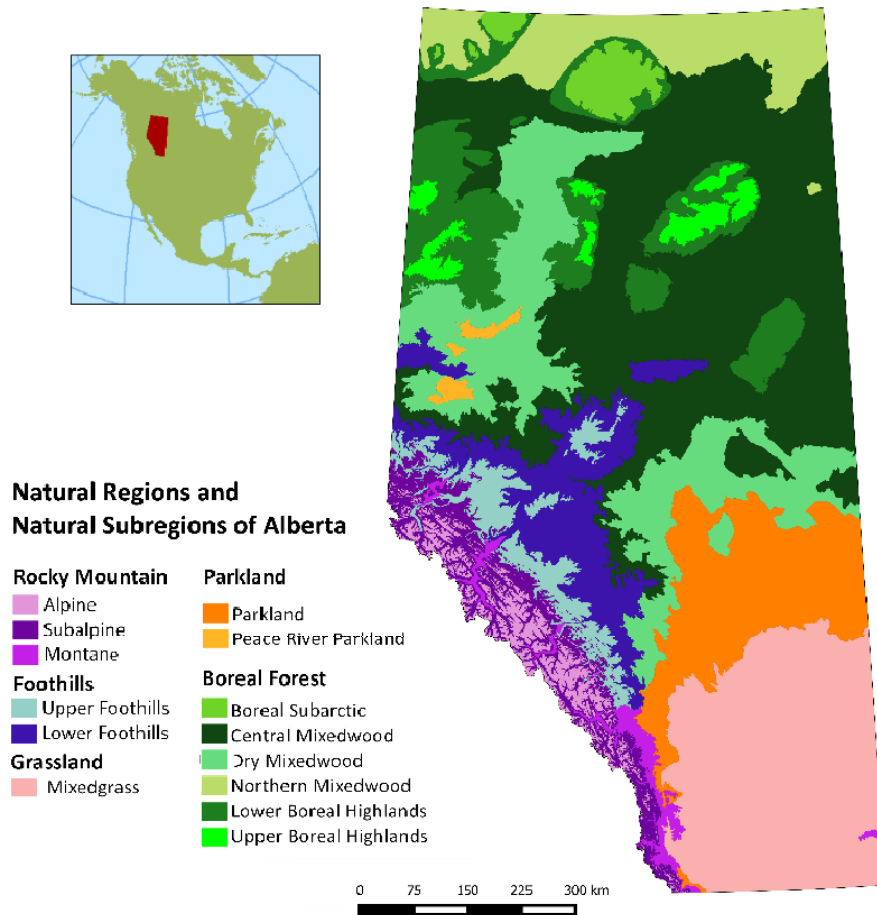 Natural Regions and
Natural Subregions of Alberta
Rocky Mountain
Alpine
Subalpine
Montane
Foothills
Upper Foothills
Lower Foothills
Grassland
Mixedgrass
Parkland
Parkland
Peace River Parkland
Boreal Forest
Boreal Subarctic
Central Mixedwood
Dry Mixedwood
Northern Mixedwood
Lower Boreal Highlands
Upper Boreal Highlands
0 75 150 225 300 km